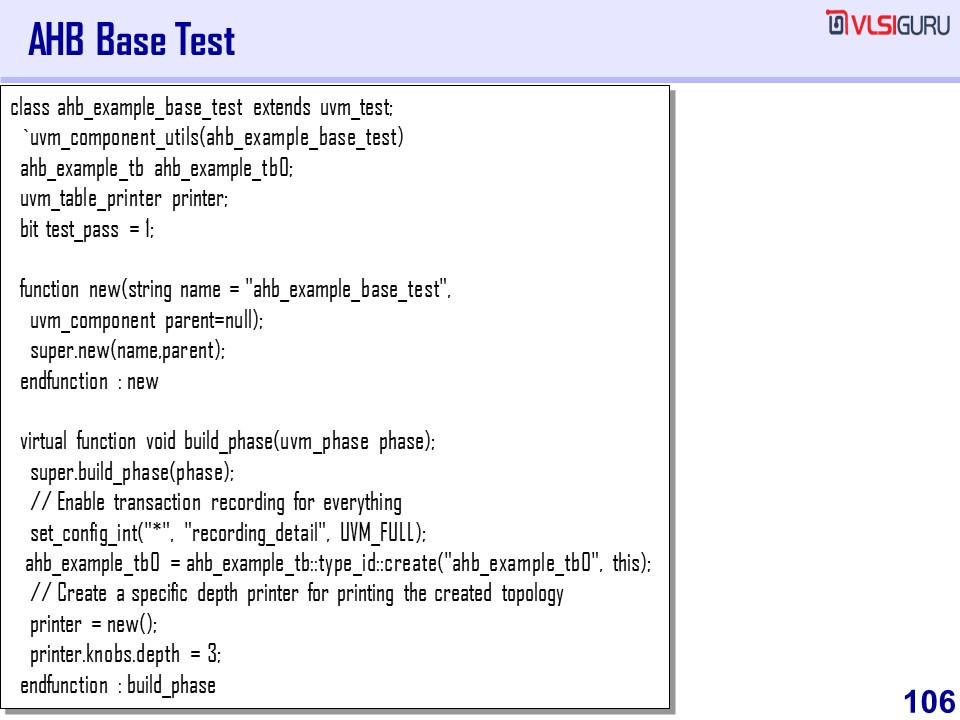 AHB Base Test
VLSIGURU
class ahb_example_base_test extends uvm_test;
`uvm_component_utils(ahb_example_base_test)
ahb_example_tb ahb_example_tb0;
uvm_table_printer printer;
bit test_pass = 1;
function new(string name = "ahb_example_base_test",
uvm_component parent=null);
super.new(name,parent);
endfunction : new
virtual function void build_phase(uvm_phase phase);
super.build_phase(phase);
// Enable transaction recording for everything
set_config_int("*", "recording_detail", UVM_FULL);
ahb_example_tb0 = ahb_example_tb::type_id::create("ahb_example_tb0", this);
// Create a specific depth printer for printing the created topology
printer = new();
printer.knobs.depth = 3;
endfunction : build_phase
106